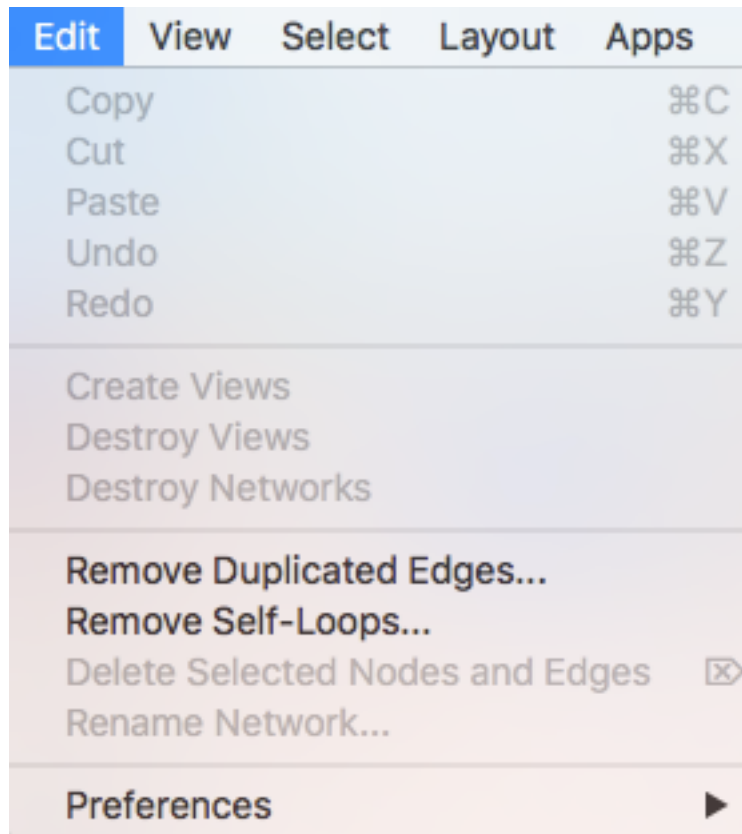 Edit View Select Layout Apps
Copy ⌘C
Cut ⌘X
Paste ⌘V
Undo ⌘Z
Redo ⌘Y
Create Views
Destroy Views
Destroy Networks
Remove Duplicated Edges...
Remove Self-Loops...
Delete Selected Nodes and Edges ⌦
Rename Network...
Preferences ▶